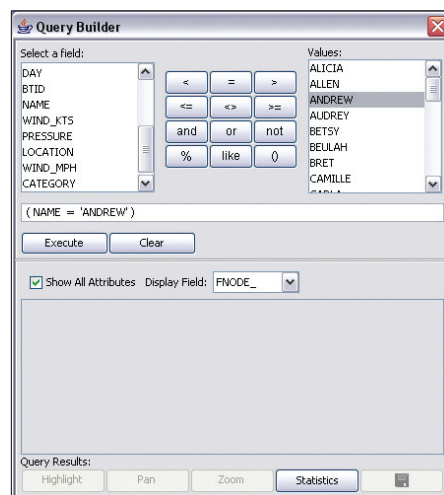 Query Builder
Select a field:
DAY
BTID
NAME
WIND_KTS
PRESSURE
LOCATION
WIND_MPH
CATEGORY
< = >
<= <> >=
and or not
% like ()
Values:
ALICIA
ALLEN
ANDREW
AUDREY
BETSY
BEULAH
BRET
CAMILLE
CARLA
( NAME = 'ANDREW' )
Execute Clear
Show All Attributes Display Field: FNODE_
Query Results:
Highlight Pan Zoom Statistics